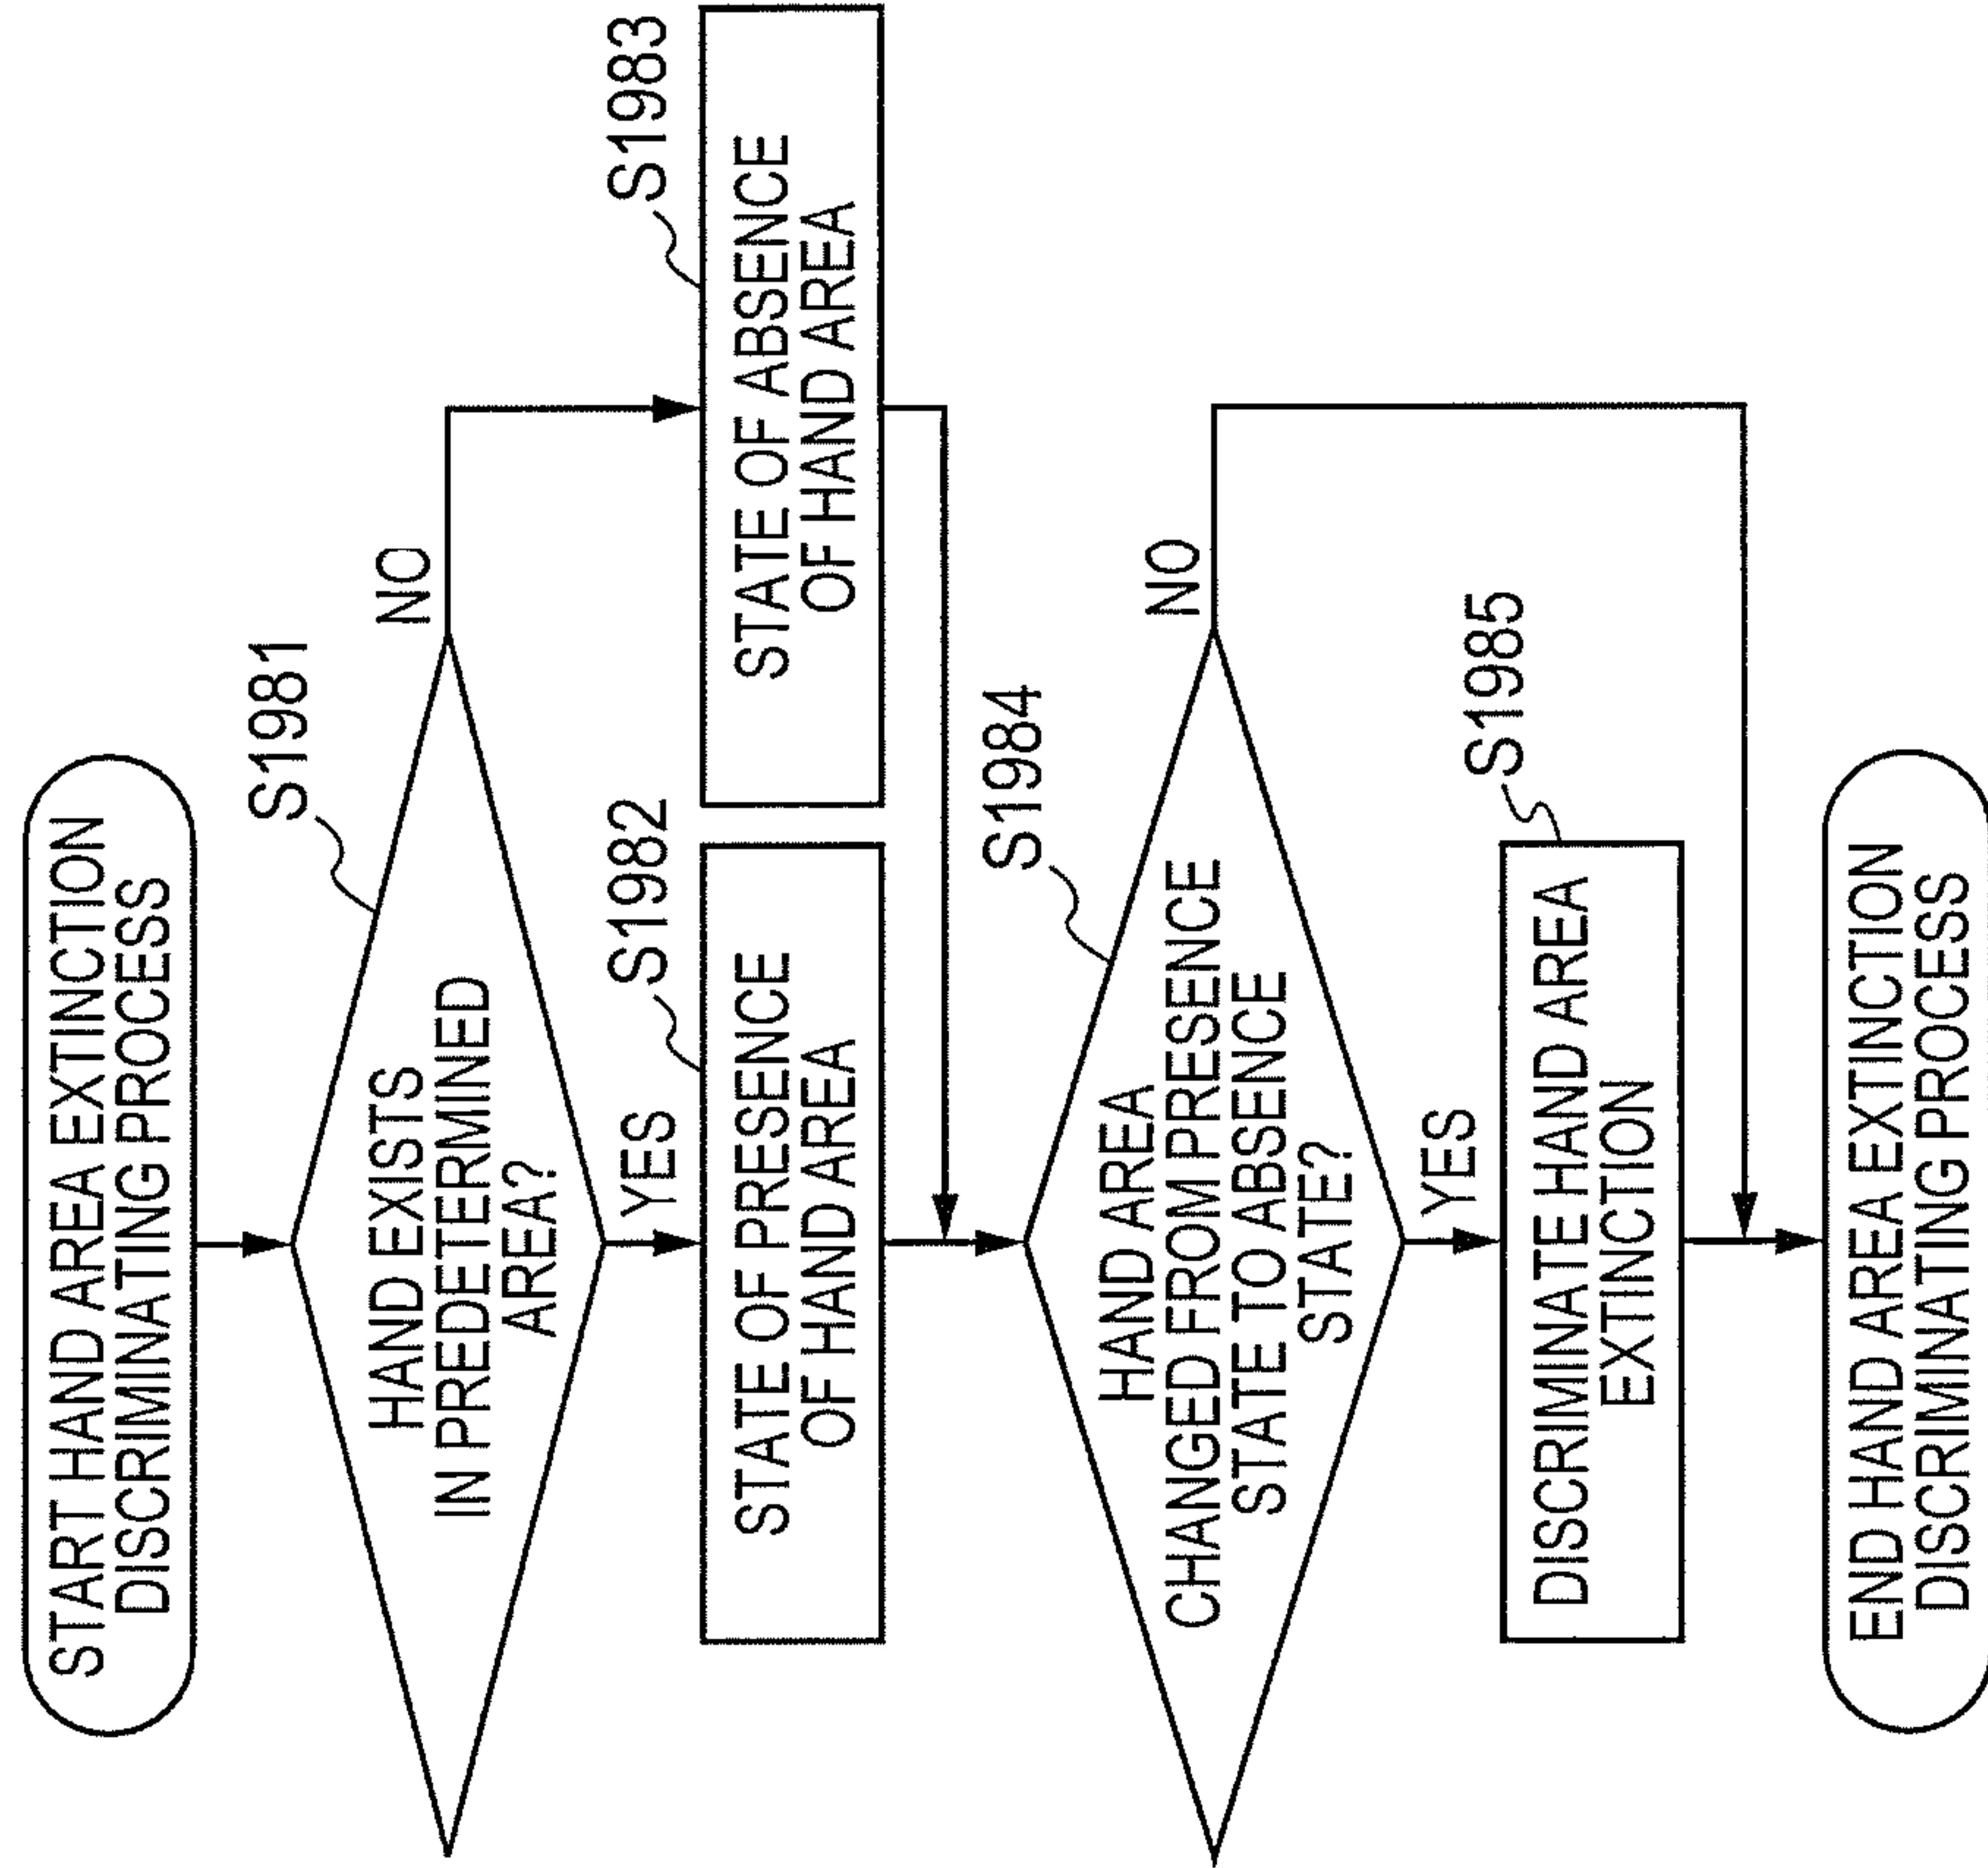 START HAND AREA EXTINCTION
DISCRIMINATING PROCESS
S1981
HAND EXISTS
IN PREDETERMINED
AREA?
NO
YES
S1982
STATE OF PRESENCE
OF HAND AREA
S1983
STATE OF ABSENCE
OF HAND AREA
S1984
HAND AREA
CHANGED FROM PRESENCE
STATE TO ABSENCE
STATE?
NO
YES
S1985
DISCRIMINATE HAND AREA
EXTINCTION
END HAND AREA EXTINCTION
DISCRIMINATING PROCESS